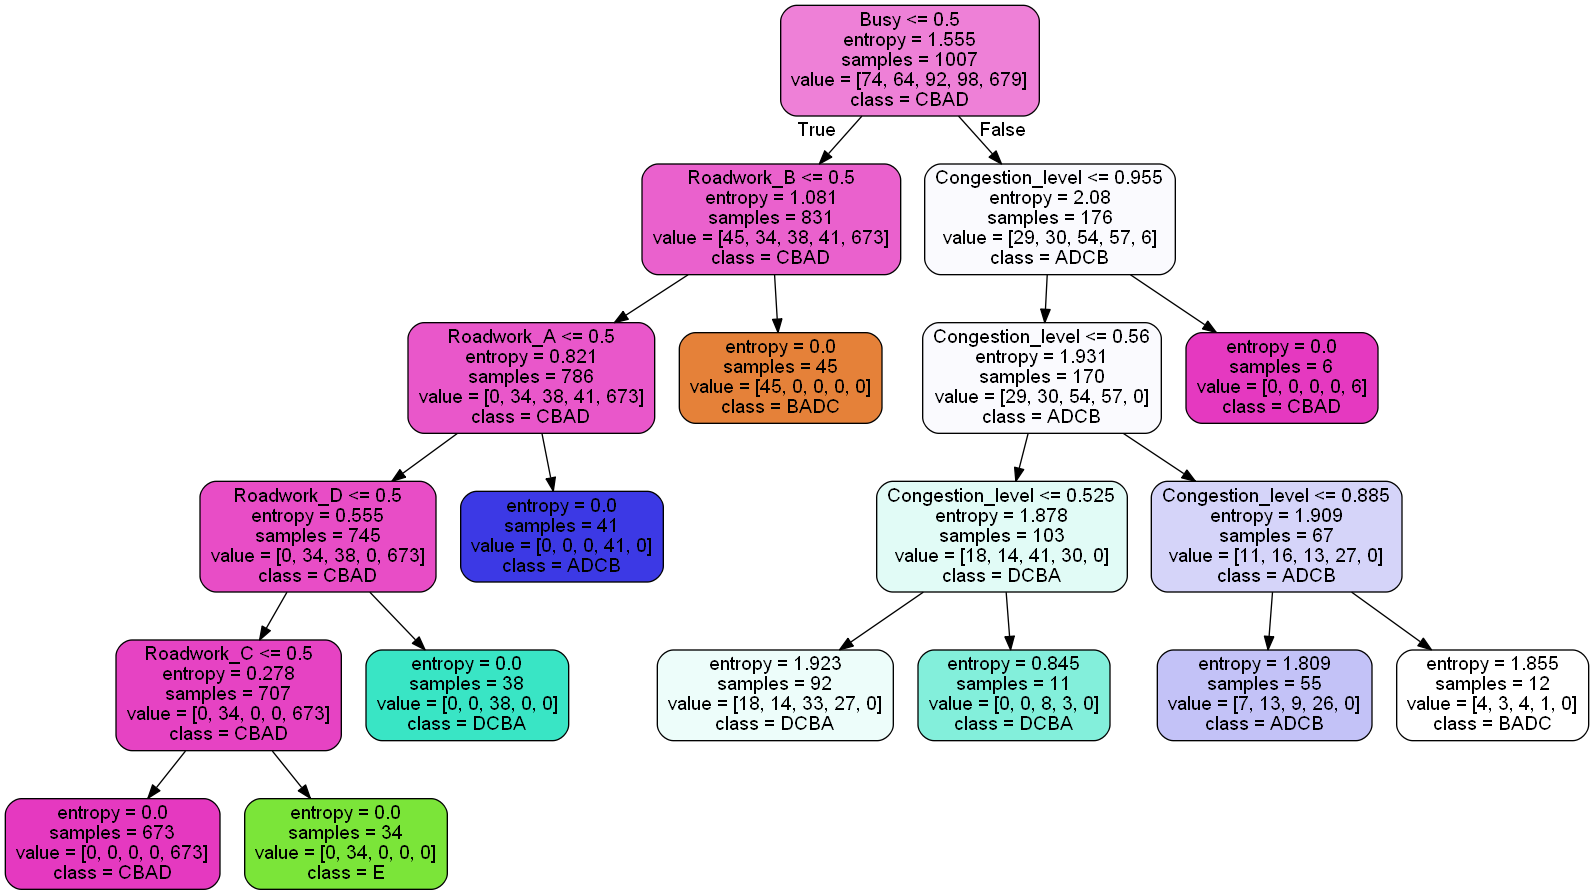 Busy <= 0.5
entropy = 1.555
samples = 1007
value = [74, 64, 92, 98, 679]
class = CBAD
True
False
Roadwork_B <= 0.5
entropy = 1.081
samples = 831
value = [45, 34, 38, 41, 673]
class = CBAD
Congestion_level <= 0.955
entropy = 2.08
samples = 176
value = [29, 30, 54, 57, 6]
class = ADCB
Roadwork_A <= 0.5
entropy = 0.821
samples = 786
value = [0, 34, 38, 41, 673]
class = CBAD
entropy = 0.0
samples = 45
value = [45, 0, 0, 0, 0]
class = BADC
Congestion_level <= 0.56
entropy = 1.931
samples = 170
value = [29, 30, 54, 57, 0]
class = ADCB
entropy = 0.0
samples = 6
value = [0, 0, 0, 0, 6]
class = CBAD
Roadwork_D <= 0.5
entropy = 0.555
samples = 745
value = [0, 34, 38, 0, 673]
class = CBAD
entropy = 0.0
samples = 41
value = [0, 0, 0, 41, 0]
class = ADCB
Congestion_level <= 0.525
entropy = 1.878
samples = 103
value = [18, 14, 41, 30, 0]
class = DCBA
Congestion_level <= 0.885
entropy = 1.909
samples = 67
value = [11, 16, 13, 27, 0]
class = ADCB
Roadwork_C <= 0.5
entropy = 0.278
samples = 707
value = [0, 34, 0, 0, 673]
class = CBAD
entropy = 0.0
samples = 38
value = [0, 0, 38, 0, 0]
class = DCBA
entropy = 1.923
samples = 92
value = [18, 14, 33, 27, 0]
class = DCBA
entropy = 0.845
samples = 11
value = [0, 0, 8, 3, 0]
class = DCBA
entropy = 1.809
samples = 55
value = [7, 13, 9, 26, 0]
class = ADCB
entropy = 1.855
samples = 12
value = [4, 3, 4, 1, 0]
class = BADC
entropy = 0.0
samples = 673
value = [0, 0, 0, 0, 673]
class = CBAD
entropy = 0.0
samples = 34
value = [0, 34, 0, 0, 0]
class = E